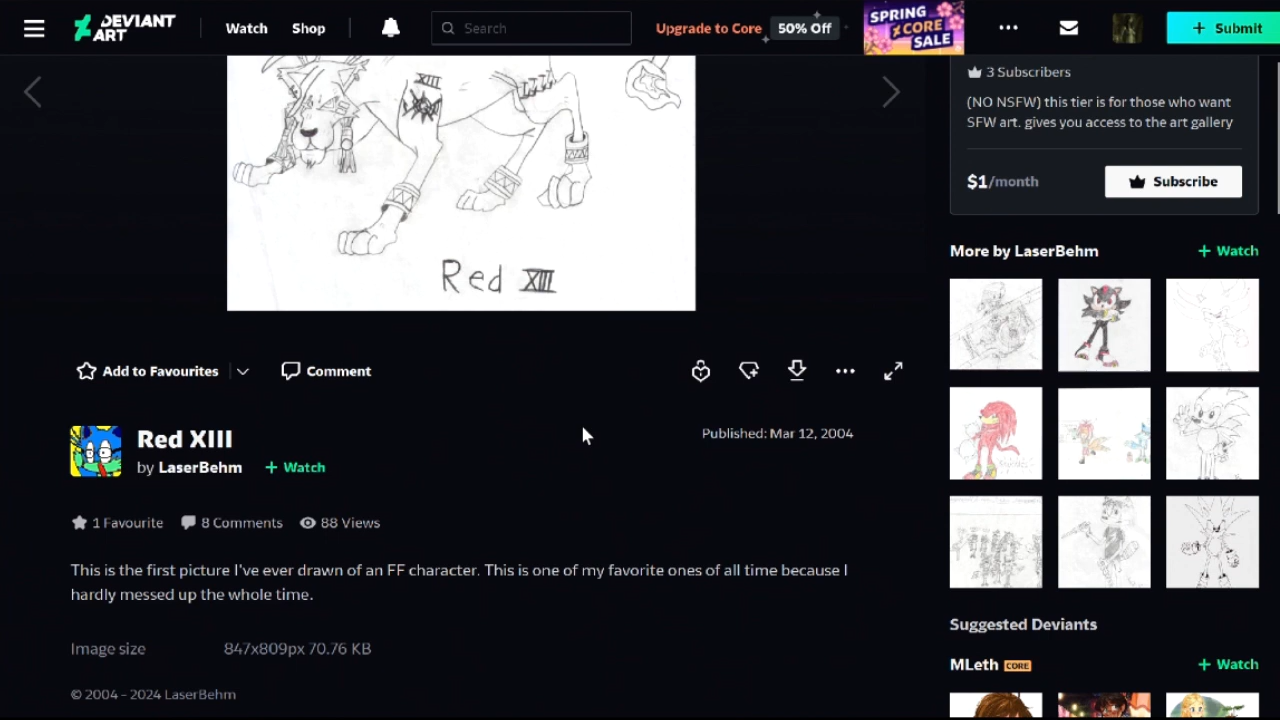 DEVIANT ART
Watch
Shop
Search
Upgrade to Core
50% Off
SPRING CORE SALE
Submit
XIII
Red XIII
3 Subscribers
(NO NSFW) this tier is for those who want
SFW art. gives you access to the art gallery
$1/month
Subscribe
More by LaserBehm
+ Watch
Add to Favourites
Comment
Red XIII
by LaserBehm
+ Watch
Published: Mar 12, 2004
1 Favourite
8 Comments
88 Views
This is the first picture I've ever drawn of an FF character. This is one of my favorite ones of all time because I
hardly messed up the whole time.
Image size
847x809px 70.76 KB
© 2004 - 2024 LaserBehm
Suggested Deviants
MLeth CORE
+ Watch